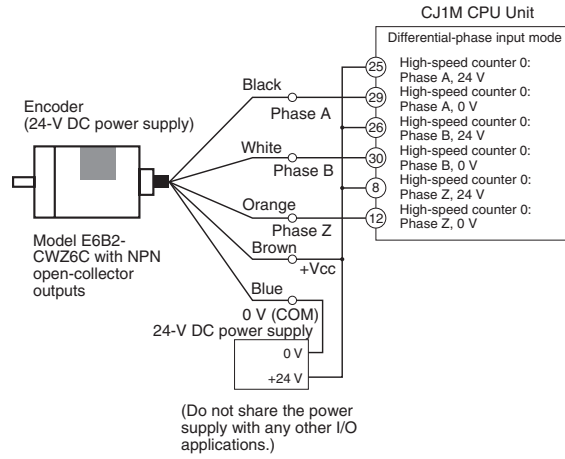 CJ1M CPU Unit
Differential-phase input mode
25
High-speed counter 0:
Phase A, 24 V
Black
29
High-speed counter 0:
Phase A, 0 V
Phase A
Encoder
(24-V DC power supply)
26
High-speed counter 0:
Phase B, 24 V
White
30
High-speed counter 0:
Phase B, 0 V
Phase B
8
High-speed counter 0:
Phase Z, 24 V
Orange
12
High-speed counter 0:
Phase Z, 0 V
Phase Z
Model E6B2-
CWZ6C with NPN
open-collector
outputs
Brown
+Vcc
Blue
0 V (COM)
24-V DC power supply
0 V
+24 V
(Do not share the power
supply with any other I/O
applications.)